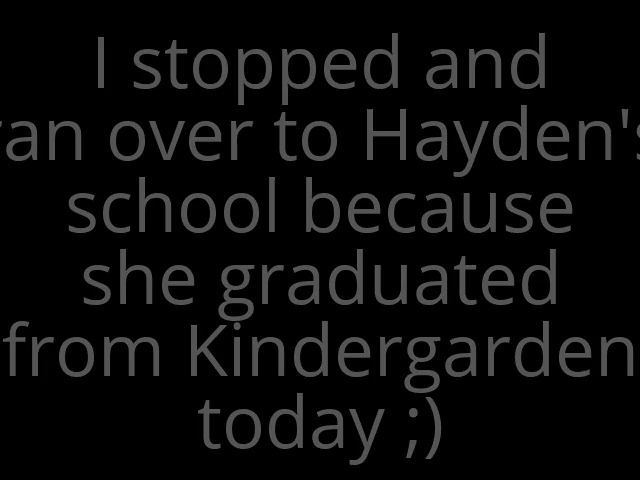 I stopped and
ran over to Hayden's
school because
she graduated
from Kindergarden
today ;)